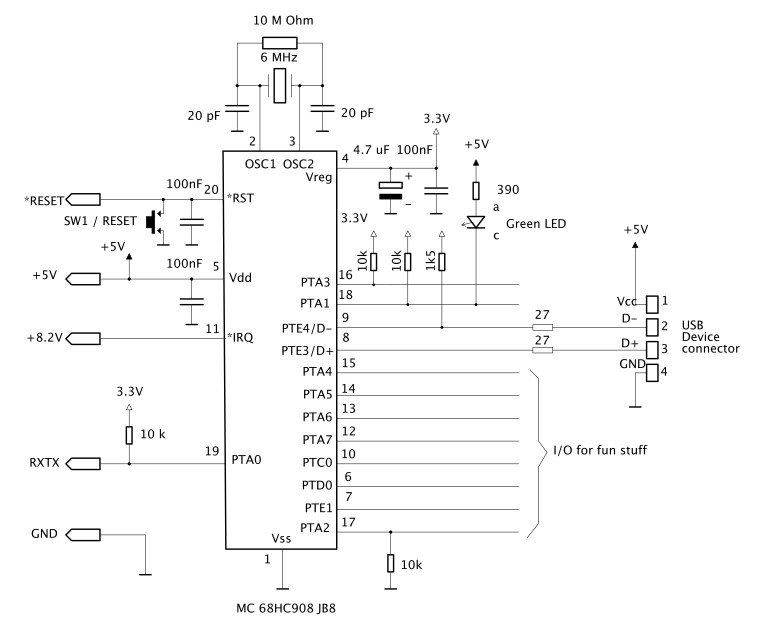 10 M Ohm
6 MHz
20 pF
20 pF
2
3
3.3V
OSC1 OSC2
4
4.7 uF
100nF
+5V
Vreg
+
–
390
a
Green LED
c
*RESET
100nF
20
*RST
SW1 / RESET
3.3V
+5V
+5V
100nF
5
Vdd
10k
10k
1k5
+5V
PTA3
16
PTA1
18
Vcc
1
+8.2V
11
*IRQ
PTE4/D-
9
27
D-
2
USB
Device
connector
PTE3/D+
8
27
D+
3
GND
4
PTA4
15
PTA5
14
3.3V
PTA6
13
10 k
PTA7
12
I/O for fun stuff
RXTX
19
PTA0
PTC0
10
PTD0
6
PTE1
7
PTA2
17
GND
Vss
1
10k
MC 68HC908 JB8